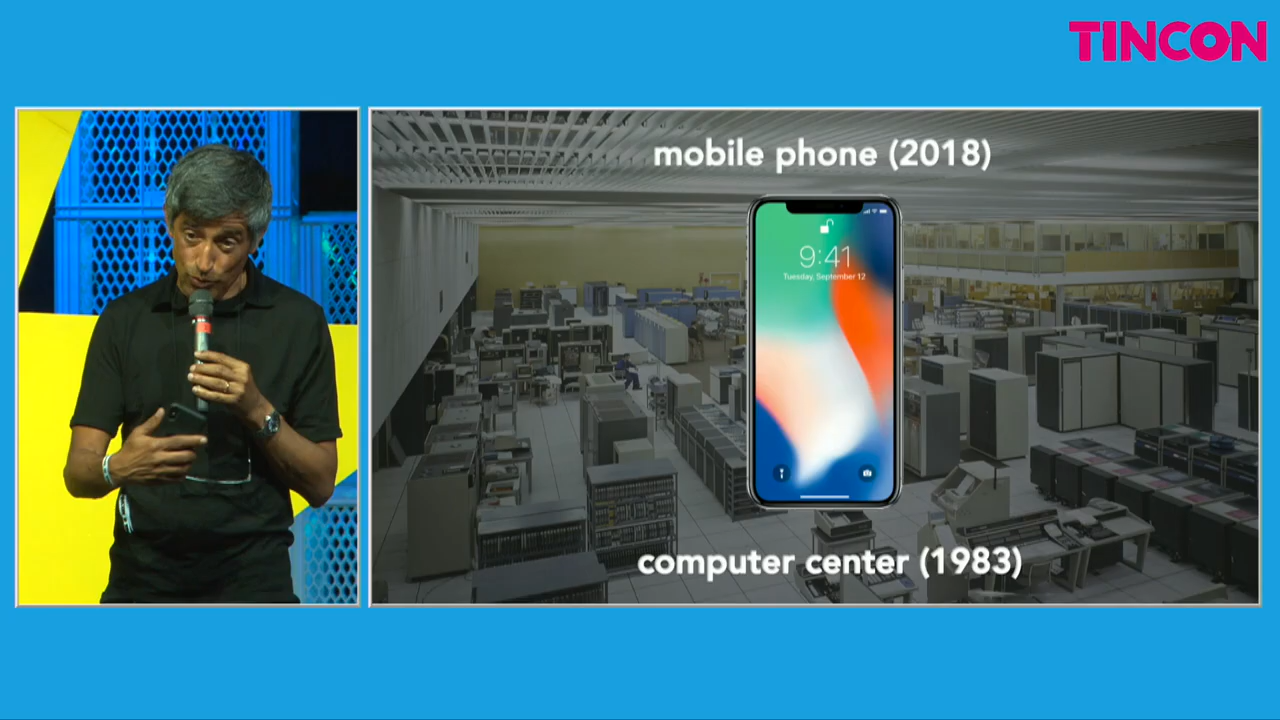 TINCON
mobile phone (2018)
9:41
Tuesday, September 12
computer center (1983)